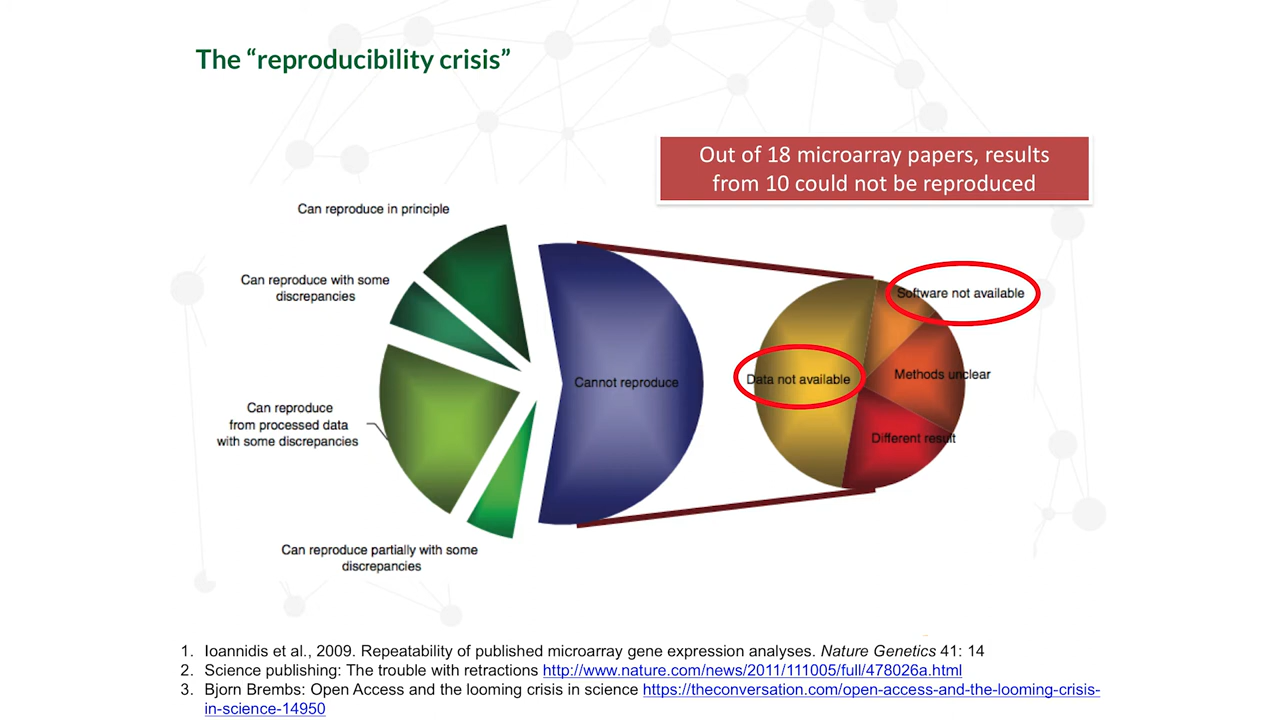 The “reproducibility crisis”
Out of 18 microarray papers, results
from 10 could not be reproduced
Can reproduce in principle
Can reproduce with some
discrepancies
Can reproduce
from processed data
with some discrepancies
Can reproduce partially with some
discrepancies
Cannot reproduce
Software not available
Data not available
Methods unclear
Different result
1. Ioannidis et al., 2009. Repeatability of published microarray gene expression analyses. Nature Genetics 41: 14
2. Science publishing: The trouble with retractions http://www.nature.com/news/2011/111005/full/478026a.html
3. Bjorn Brembs: Open Access and the looming crisis in science https://theconversation.com/open-access-and-the-looming-crisis-
in-science-14950